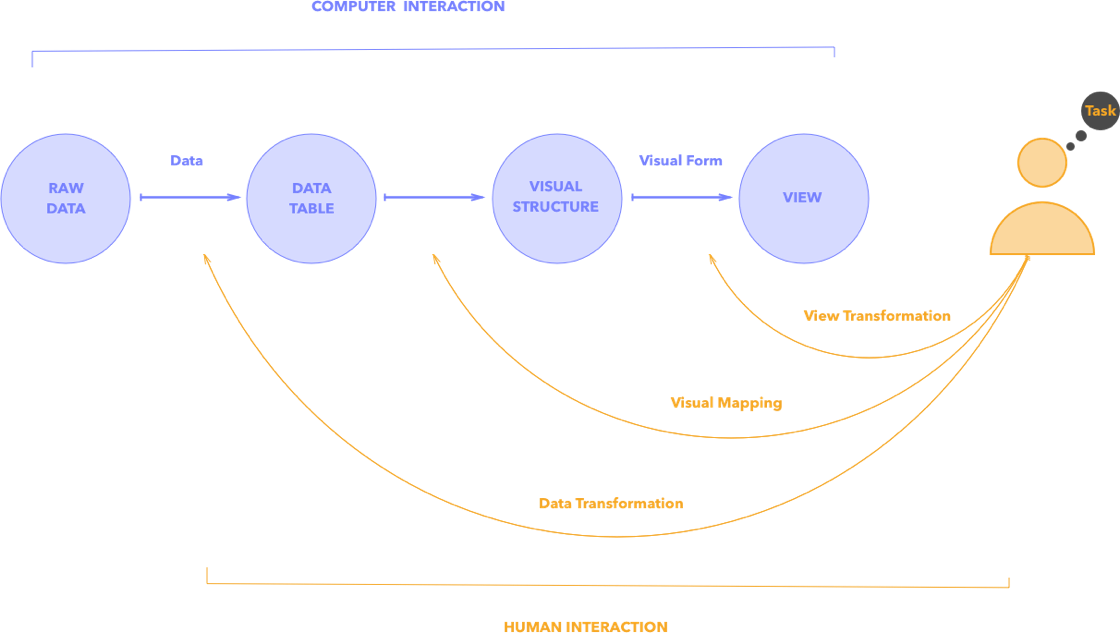 COMPUTER INTERACTION
Task
Data
Visual Form
RAW
DATA
DATA
TABLE
VISUAL
STRUCTURE
VIEW
View Transformation
Visual Mapping
Data Transformation
HUMAN INTERACTION